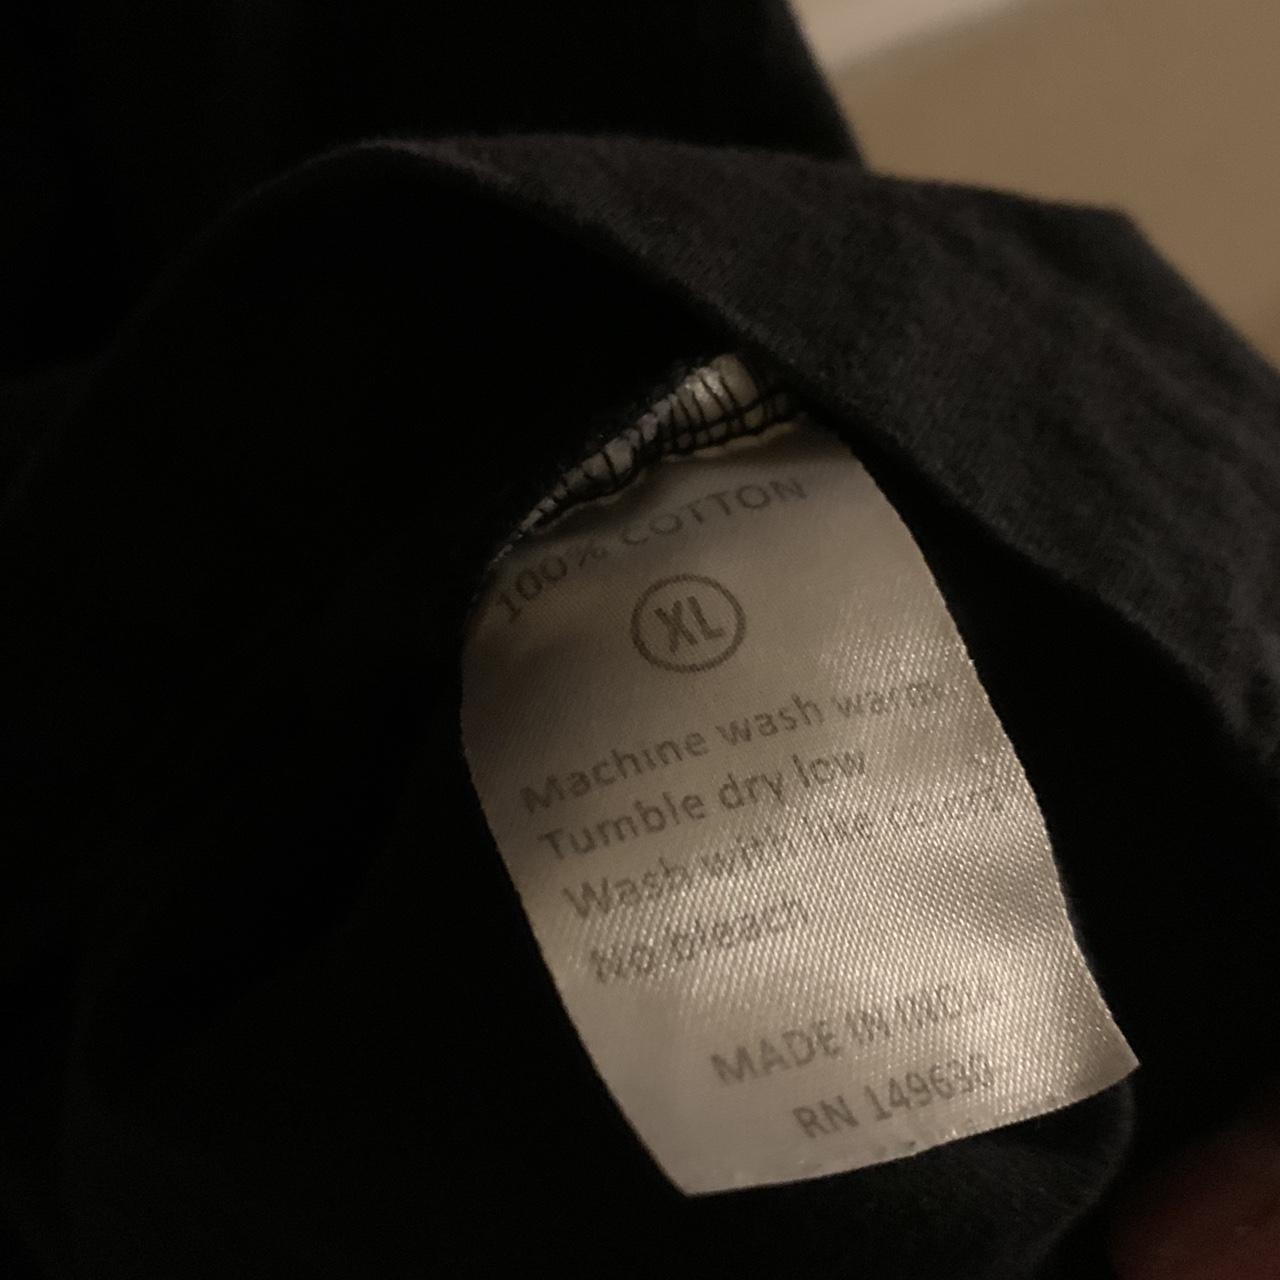 100% COTTON
XL
Machine wash warm
Tumble dry low
Wash with like colors
No bleach
MADE IN INDIA
RN 149630